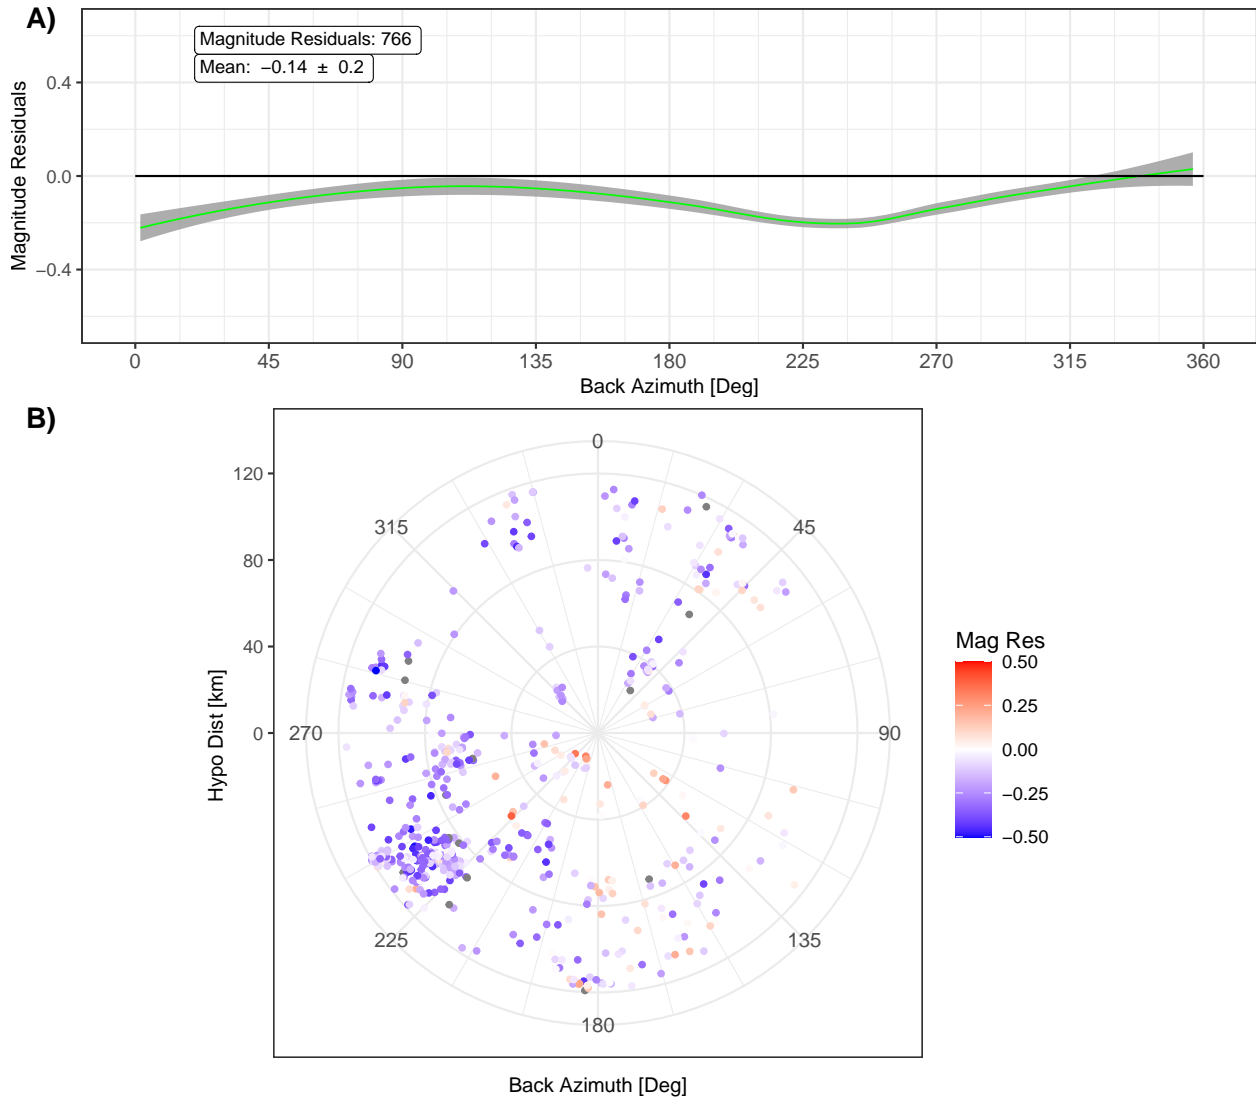 A)
Magnitude Residuals: 766
Mean: −0.14 ± 0.2
0.4
0.0
−0.4
Magnitude Residuals
0 45 90 135 180 225 270 315 360
Back Azimuth [Deg]
B)
0
45
90
135
180
225
270
315
120
80
40
0
Hypo Dist [km]
Back Azimuth [Deg]
Mag Res
0.50
0.25
0.00
−0.25
−0.50